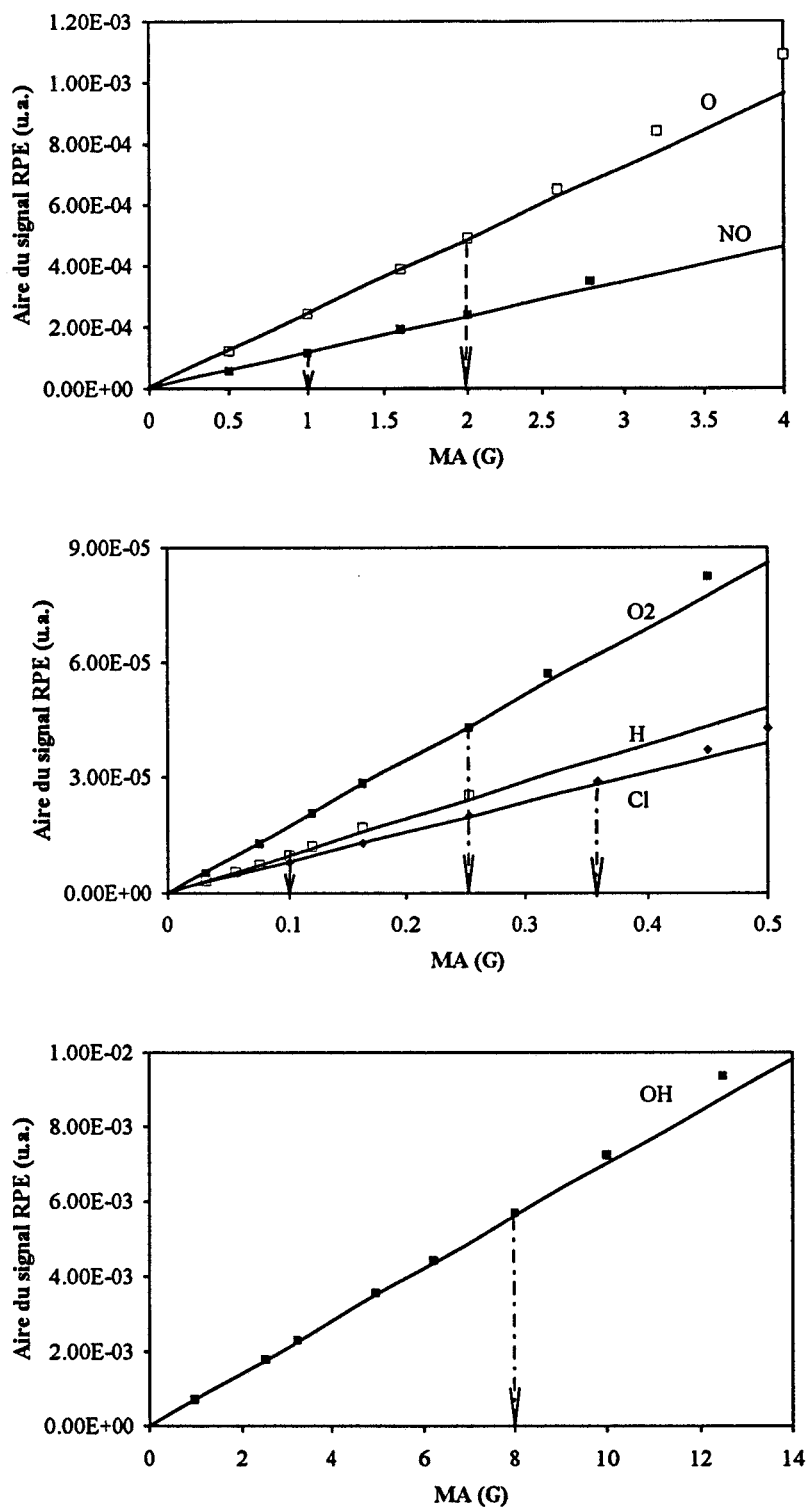 1.20E-03
1.00E-03
8.00E-04
6.00E-04
4.00E-04
2.00E-04
0.00E+00
Aire du signal RPE (u.a.)
O
NO
0 0.5 1 1.5 2 2.5 3 3.5 4
MA (G)
9.00E-05
6.00E-05
3.00E-05
0.00E+00
Aire du signal RPE (u.a.)
O2
H
Cl
0 0.1 0.2 0.3 0.4 0.5
MA (G)
1.00E-02
8.00E-03
6.00E-03
4.00E-03
2.00E-03
0.00E+00
Aire du signal RPE (u.a.)
OH
0 2 4 6 8 10 12 14
MA (G)